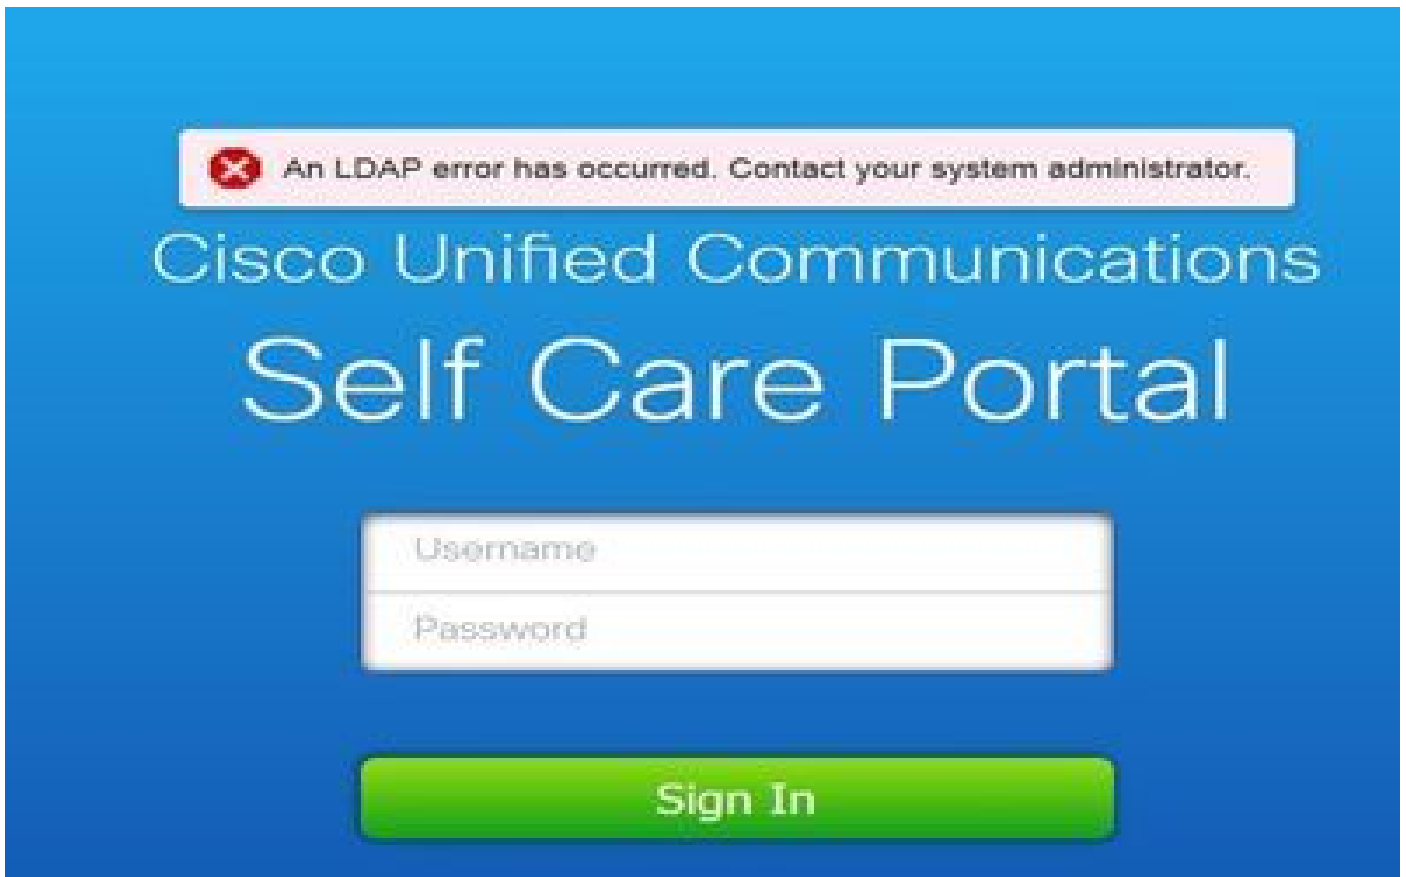 An LDAP error has occurred. Contact your system administrator.
Cisco Unified Communications
Self Care Portal
Username
Password
Sign In